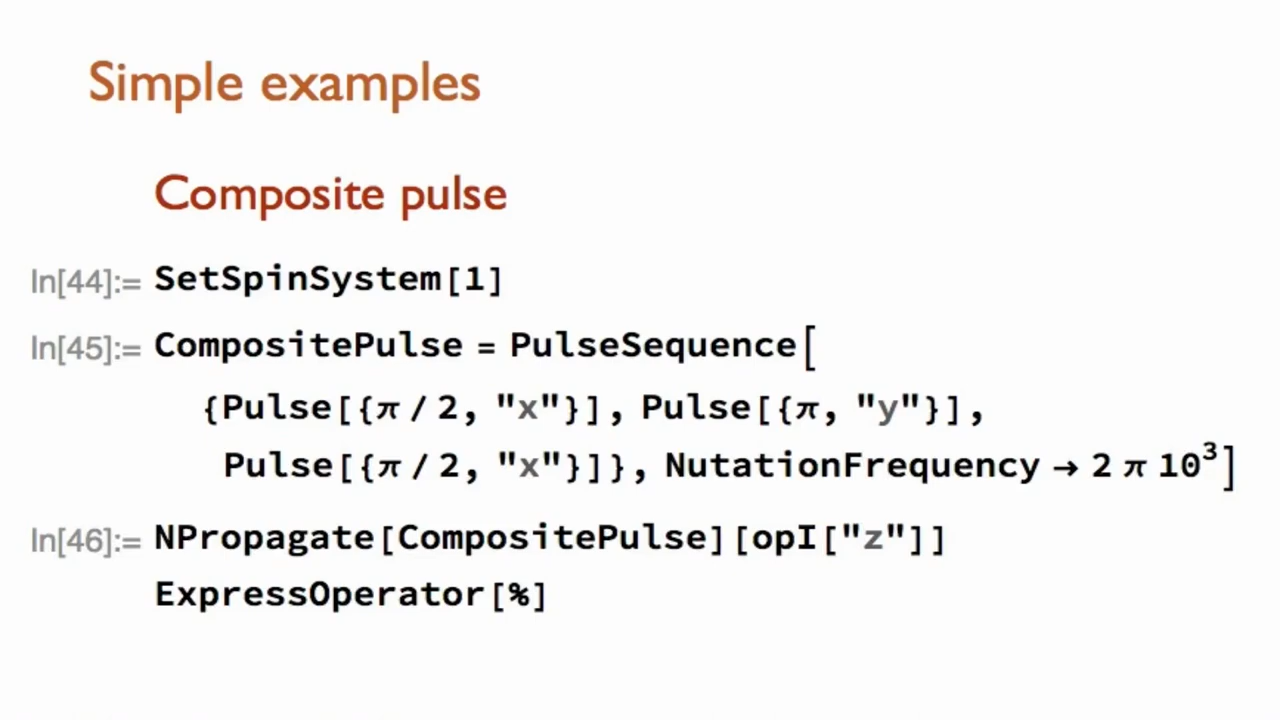 Simple examples
Composite pulse
In[44]:= SetSpinSystem[1]
In[45]:= CompositePulse = PulseSequence[
{Pulse[{π / 2, "x"}], Pulse[{π, "y"}],
Pulse[{π / 2, "x"}]}, NutationFrequency → 2 π 10³]
In[46]:= NPropagate[CompositePulse][opI["z"]]
ExpressOperator[%]